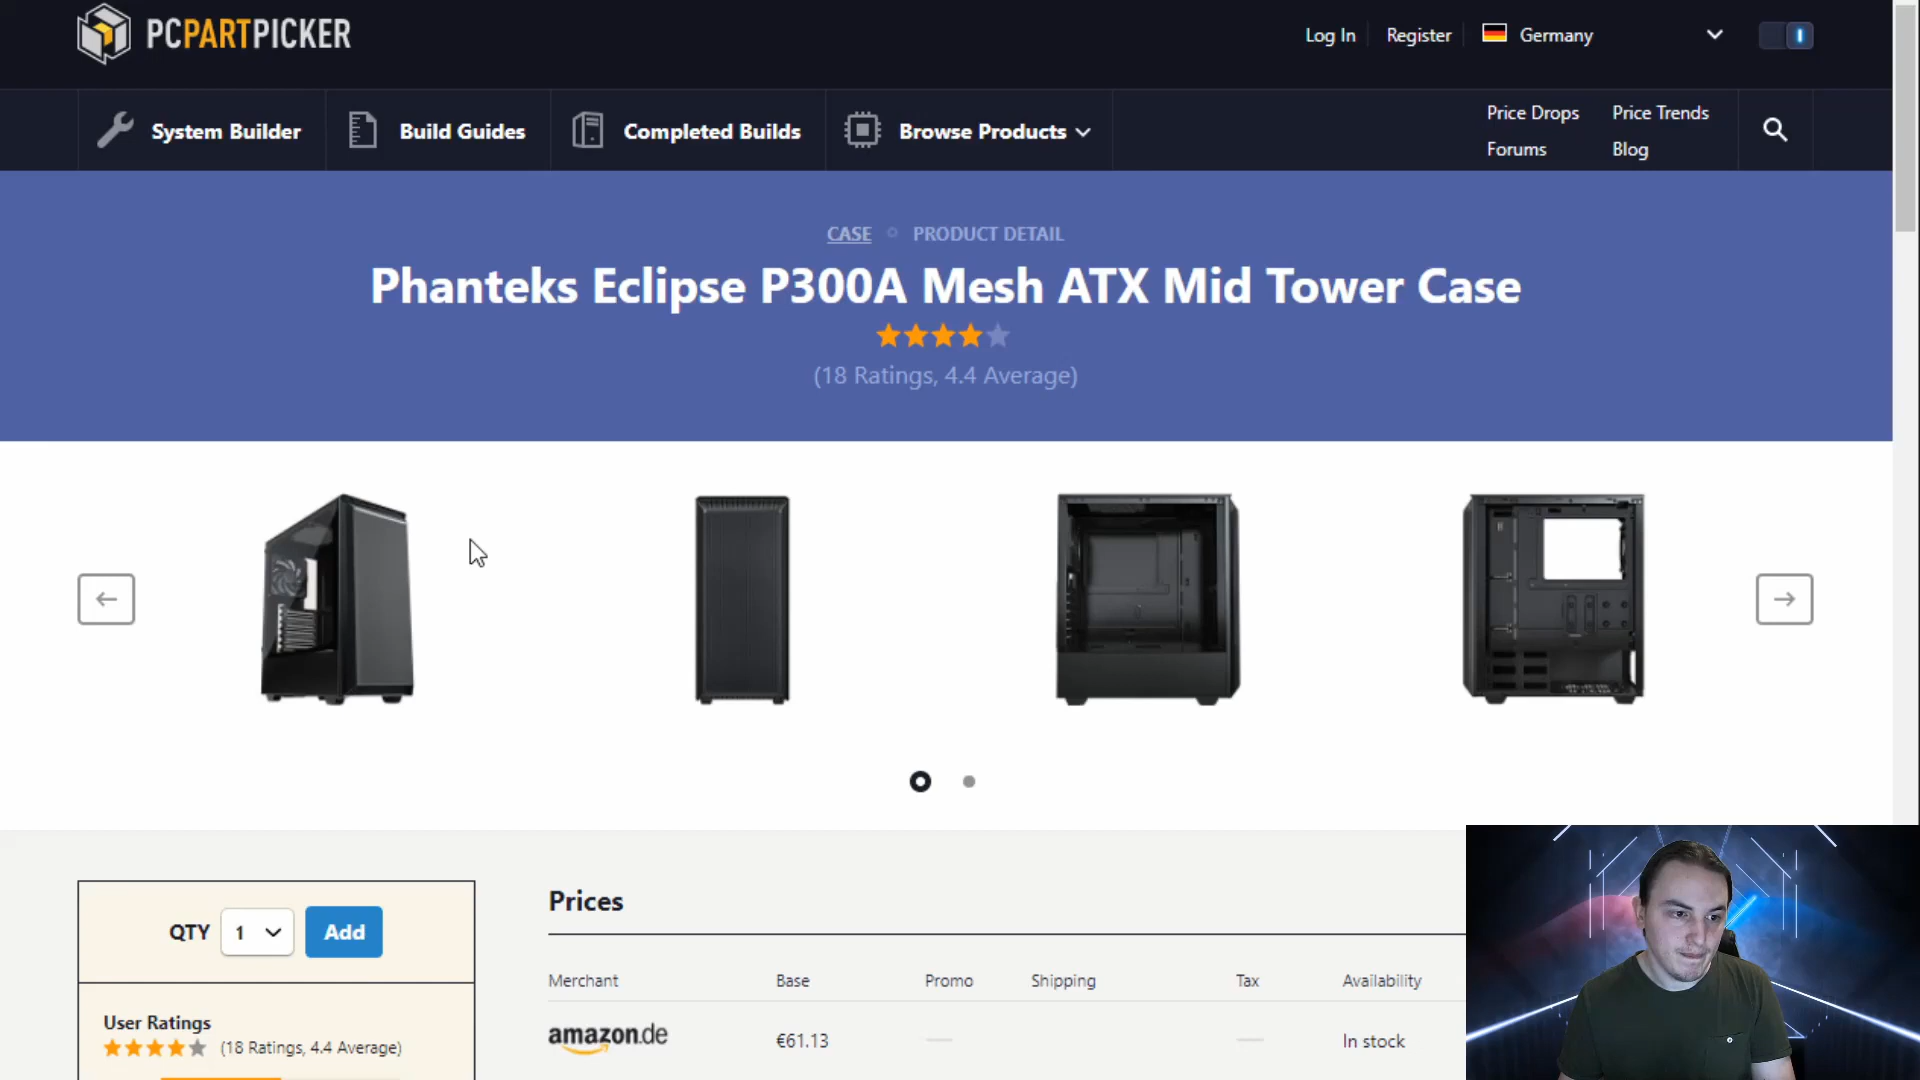 PCPARTPICKER
Log In
Register
Germany
System Builder
Build Guides
Completed Builds
Browse Products
Price Drops
Price Trends
Forums
Blog
CASE
PRODUCT DETAIL
Phanteks Eclipse P300A Mesh ATX Mid Tower Case
(18 Ratings, 4.4 Average)
QTY
1
Add
User Ratings
(18 Ratings, 4.4 Average)
Prices
Merchant
Base
Promo
Shipping
Tax
Availability
amazon.de
€61.13
In stock